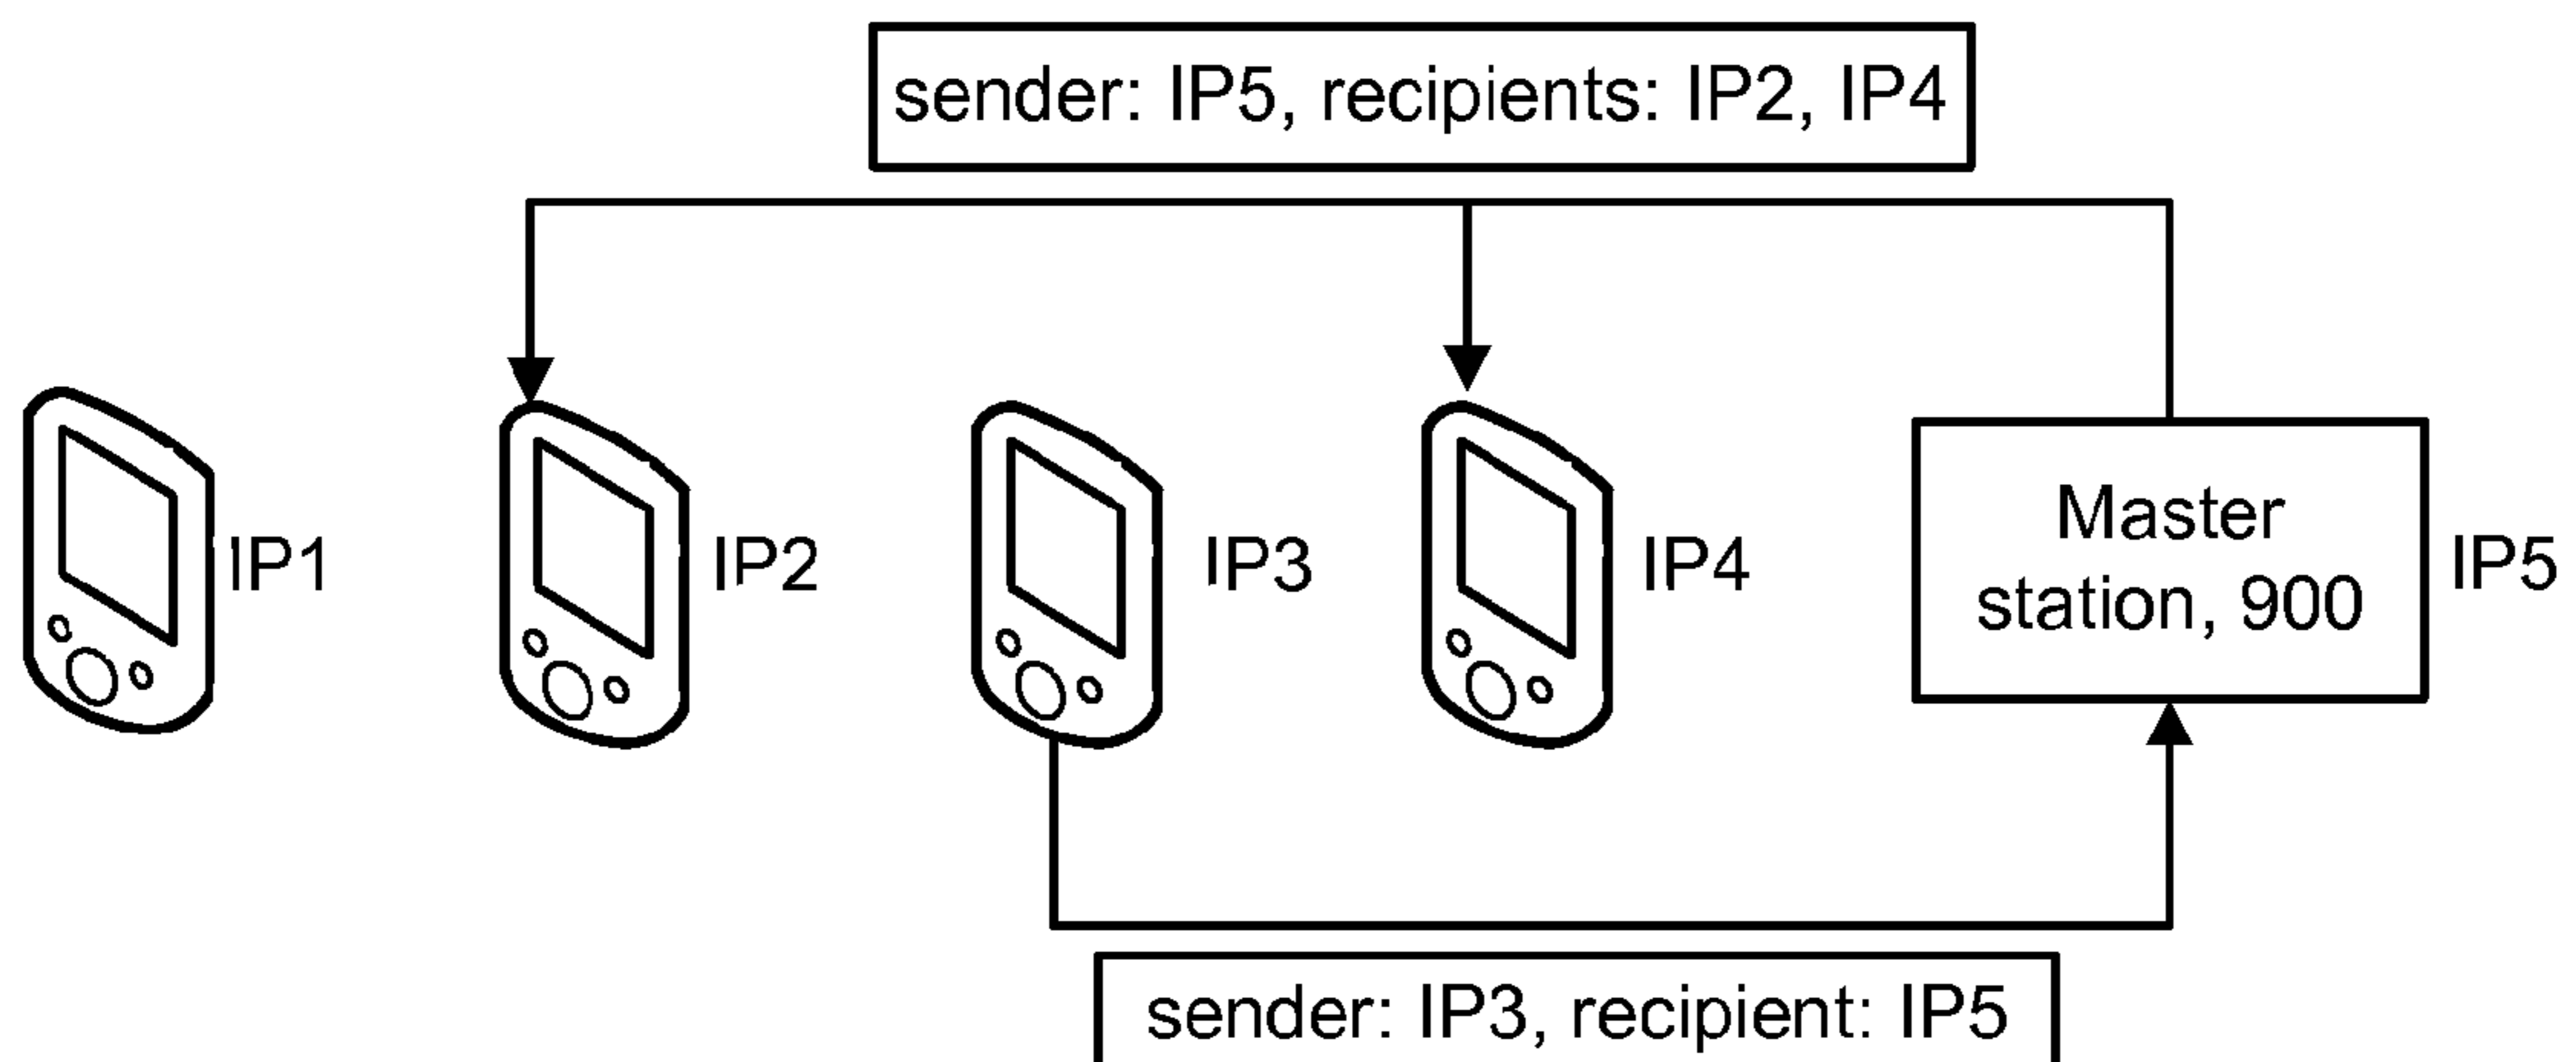 sender: IP5, recipients: IP2, IP4
IP1
IP2
IP3
IP4
Master
station, 900
IP5
sender: IP3, recipient: IP5